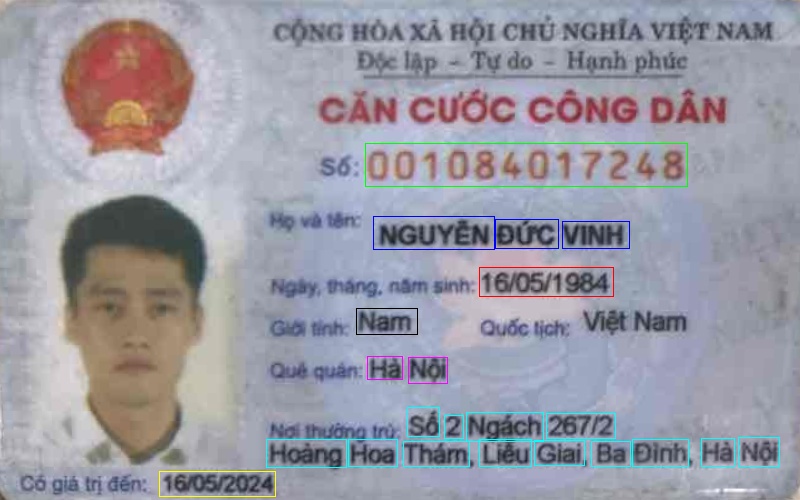 CỘNG HÒA XÃ HỘI CHỦ NGHĨA VIỆT NAM
Độc lập - Tự do - Hạnh phúc
CĂN CƯỚC CÔNG DÂN
Số: 001084017248
Họ và tên: NGUYỄN ĐỨC VINH
Ngày, tháng, năm sinh: 16/05/1984
Giới tính: Nam Quốc tịch: Việt Nam
Quê quán: Hà Nội
Nơi thường trú: Số 2 Ngách 267/2
Hoàng Hoa Thám, Liễu Giai, Ba Đình, Hà Nội
Có giá trị đến: 16/05/2024